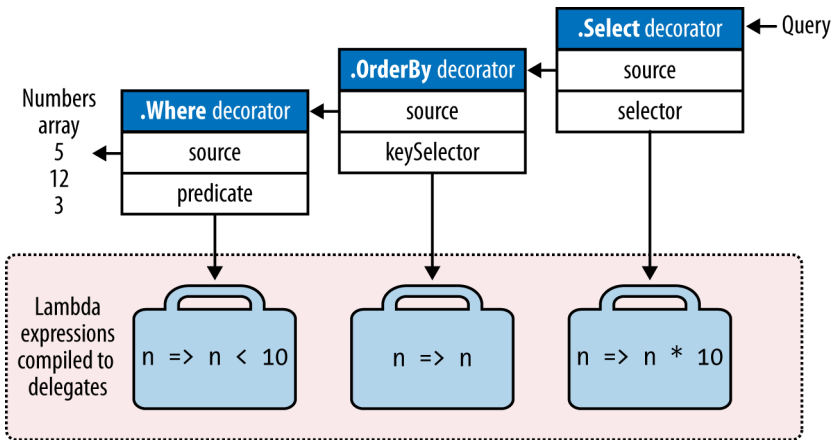 .Select decorator
Query
source
selector
.OrderBy decorator
source
keySelector
Numbers
array
5
12
3
.Where decorator
source
predicate
Lambda
expressions
compiled to
delegates
n => n < 10
n => n
n => n * 10